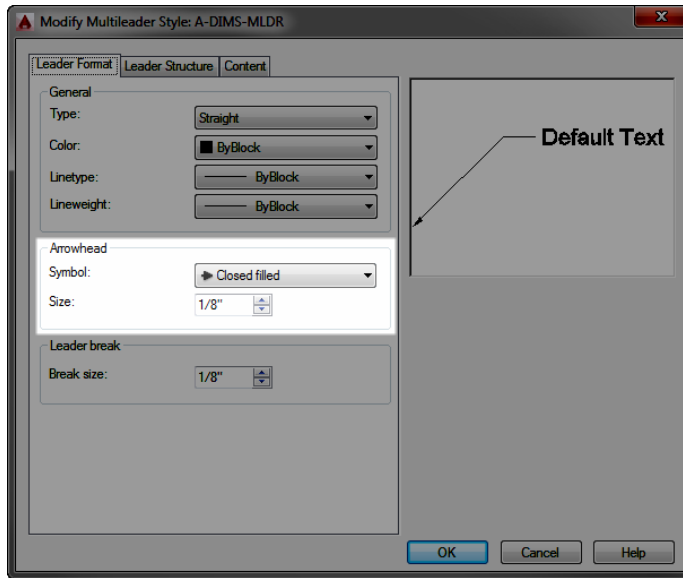 Modify Multileader Style: A-DIMS-MLDR
x
Leader Format Leader Structure Content
General
Type: Straight
Color: ByBlock
Linetype: ByBlock
Lineweight: ByBlock
Arrowhead
Symbol: Closed filled
Size: 1/8"
Leader break
Break size: 1/8"
Default Text
OK Cancel Help